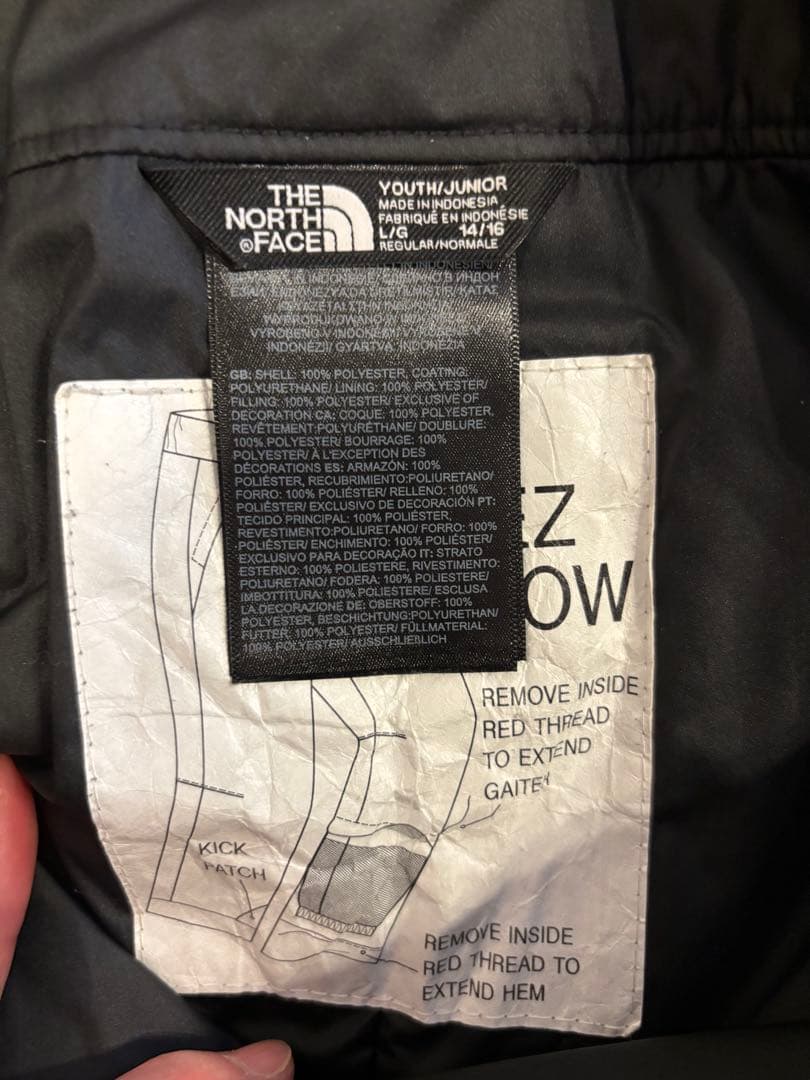 THE
NORTH
®FACE
YOUTH/JUNIOR
MADE IN INDONESIA
FABRIQUÉ EN INDONÉSIE
L/G 14/16
REGULAR/NORMALE
INDONÉZII/ GYÁRTVA: INDONÉZIA
GB: SHELL: 100% POLYESTER, COATING:
POLYURETHANE/ LINING: 100% POLYESTER/
FILLING: 100% POLYESTER/ EXCLUSIVE OF
DECORATION CA: COQUE: 100% POLYESTER,
REVÊTEMENT:POLYURÉTHANE/ DOUBLURE:
100% POLYESTER/ BOURRAGE: 100%
POLYESTER/ À L'EXCEPTION DES
DÉCORATIONS ES: ARMAZÓN: 100%
POLIÉSTER, RECUBRIMIENTO:POLIURETANO/
FORRO: 100% POLIÉSTER/ RELLENO: 100%
POLIÉSTER/ EXCLUSIVO DE DECORACIÓN PT:
TECIDO PRINCIPAL: 100% POLIÉSTER,
REVESTIMENTO:POLIURETANO/ FORRO: 100%
POLIÉSTER/ ENCHIMENTO: 100% POLIÉSTER/
EXCLUSIVO PARA DECORAÇÃO IT: STRATO
ESTERNO: 100% POLIESTERE, RIVESTIMENTO:
POLIURETANO/ FODERA: 100% POLIESTERE/
IMBOTTITURA: 100% POLIESTERE/ ESCLUSA
LA DECORAZIONE DE: OBERSTOFF: 100%
POLYESTER, BESCHICHTUNG:POLYURETHAN/
FUTTER: 100% POLYESTER/ FÜLLMATERIAL:
100% POLYESTER/ AUSSCHLIEßLICH
EZ
OW
REMOVE INSIDE
RED THREAD
TO EXTEND
GAITER
KICK
PATCH
REMOVE INSIDE
RED THREAD TO
EXTEND HEM